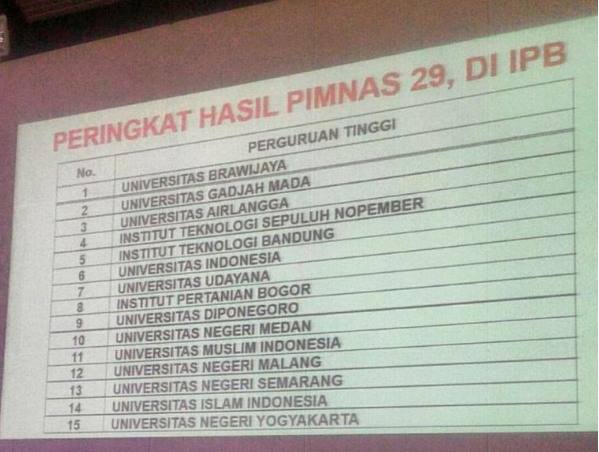 PERINGKAT HASIL PIMNAS 29, DI IPB
No. PERGURUAN TINGGI
1 UNIVERSITAS BRAWIJAYA
2 UNIVERSITAS GADJAH MADA
3 UNIVERSITAS AIRLANGGA
4 INSTITUT TEKNOLOGI SEPULUH NOPEMBER
5 INSTITUT TEKNOLOGI BANDUNG
6 UNIVERSITAS INDONESIA
7 UNIVERSITAS UDAYANA
8 INSTITUT PERTANIAN BOGOR
9 UNIVERSITAS DIPONEGORO
10 UNIVERSITAS NEGERI MEDAN
11 UNIVERSITAS MUSLIM INDONESIA
12 UNIVERSITAS NEGERI MALANG
13 UNIVERSITAS NEGERI SEMARANG
14 UNIVERSITAS ISLAM INDONESIA
15 UNIVERSITAS NEGERI YOGYAKARTA